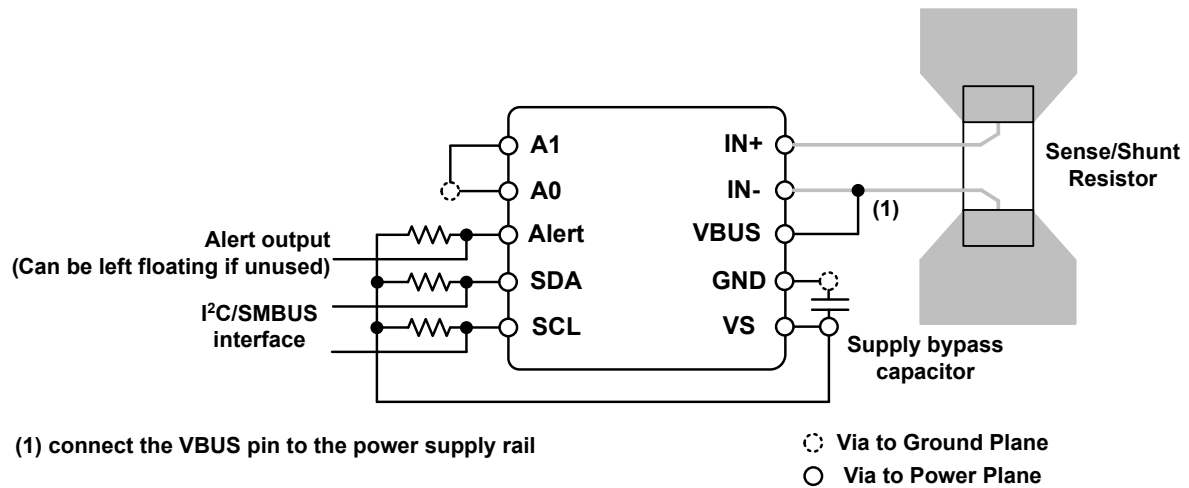 A1
A0
Alert
SDA
SCL
IN+
IN-
VBUS
GND
VS
Alert output
(Can be left floating if unused)
I²C/SMBUS
interface
(1)
Sense/Shunt
Resistor
Supply bypass
capacitor
(1) connect the VBUS pin to the power supply rail
Via to Ground Plane
Via to Power Plane